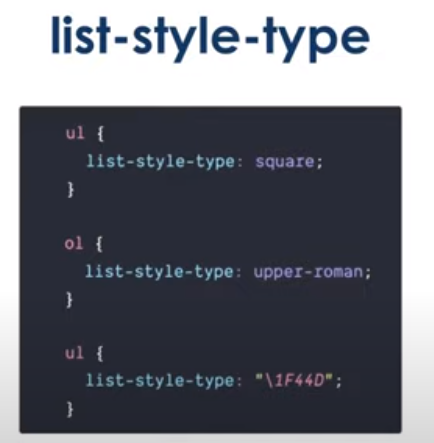 list-style-type
ul {
list-style-type: square;
}
ol {
list-style-type: upper-roman;
}
ul {
list-style-type: "\1F44D";
}